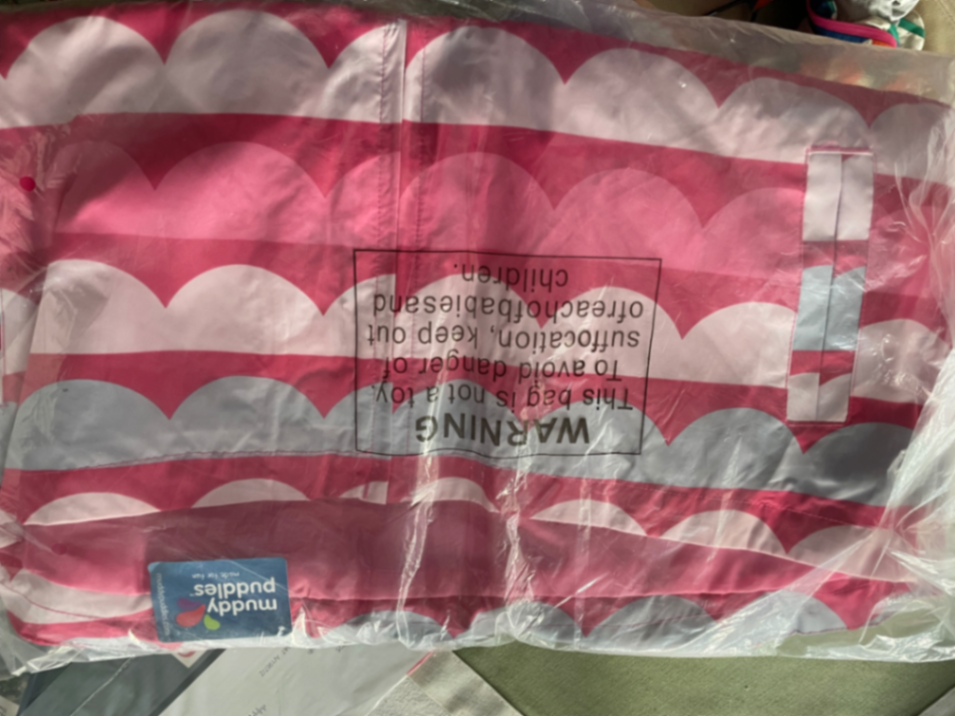 WARNING
This bag is not a toy.
To avoid danger of
suffocation, keep out
ofreachofbabiesand
children.
muddy
puddles